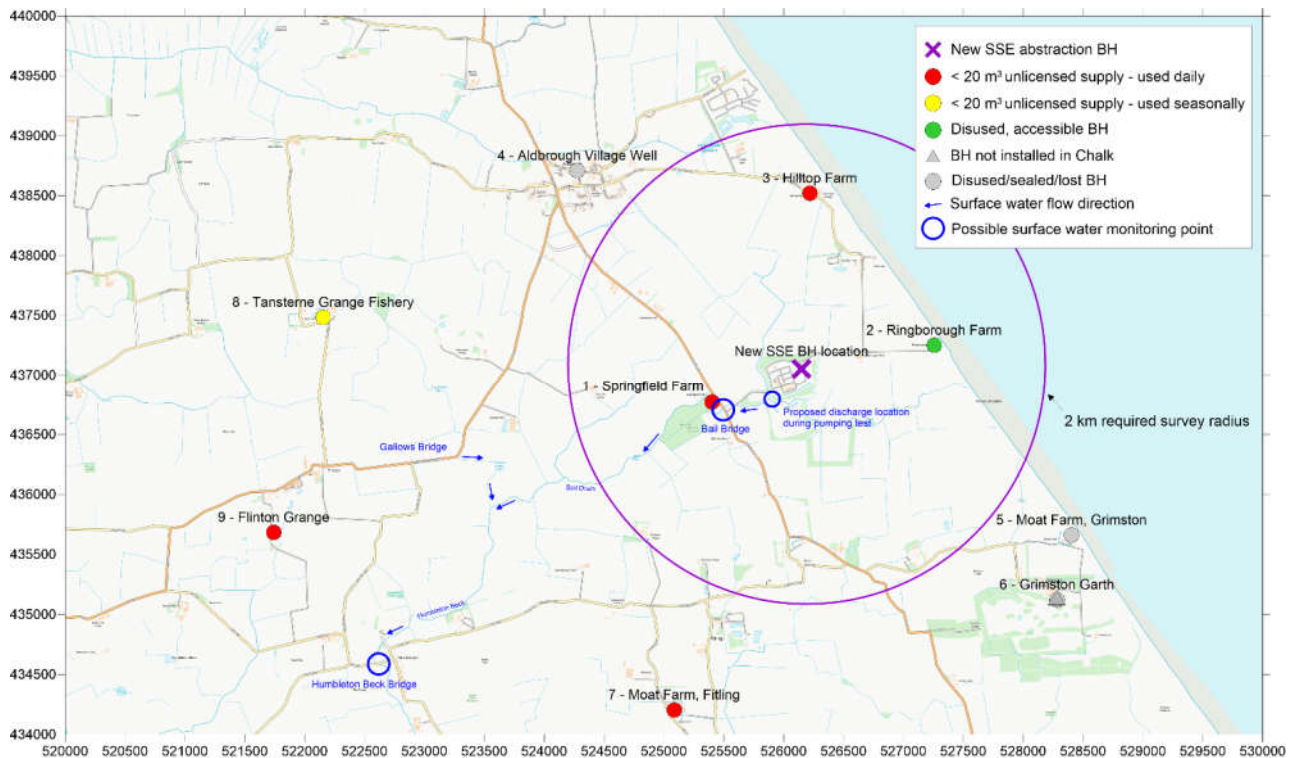 440000
439500
439000
438500
438000
437500
437000
436500
436000
435500
435000
434500
434000
New SSE abstraction BH
< 20 m³ unlicensed supply - used daily
< 20 m³ unlicensed supply - used seasonally
Disused, accessible BH
BH not installed in Chalk
Disused/sealed/lost BH
Surface water flow direction
Possible surface water monitoring point
4 - Aldbrough Village Well
3 - Hilltop Farm
8 - Tansterne Grange Fishery
2 - Ringborough Farm
New SSE BH location
1 - Springfield Farm
Bail Bridge
Proposed discharge location
during pumping test
2 km required survey radius
Gallows Bridge
Bail Drain
9 - Flinton Grange
5 - Moat Farm, Grimston
6 - Grimston Garth
Humbleton Beck
Humbleton Beck Bridge
7 - Moat Farm, Fitling
520000 520500 521000 521500 522000 522500 523000 523500 524000 524500 525000 525500 526000 526500 527000 527500 528000 528500 529000 529500 530000